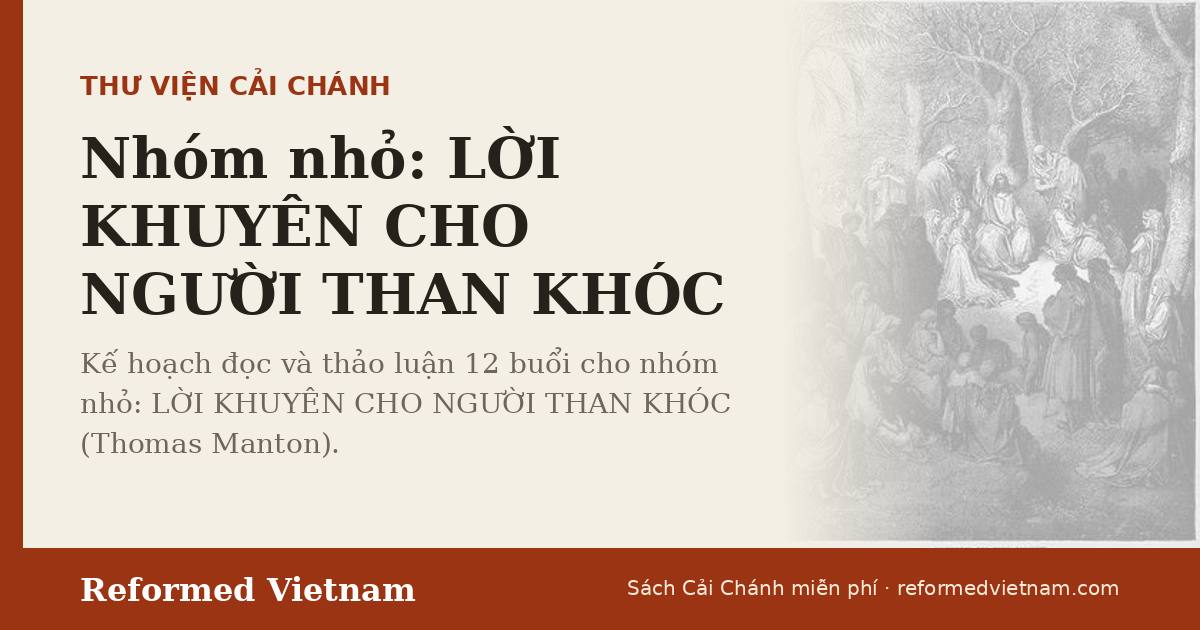 THƯ VIỆN CẢI CHÁNH
Nhóm nhỏ: LỜI
KHUYÊN CHO
NGƯỜI THAN KHÓC
Kế hoạch đọc và thảo luận 12 buổi cho nhóm
nhỏ: LỜI KHUYÊN CHO NGƯỜI THAN KHÓC
(Thomas Manton).
Reformed Vietnam
Sách Cải Chánh miễn phí · reformedvietnam.com